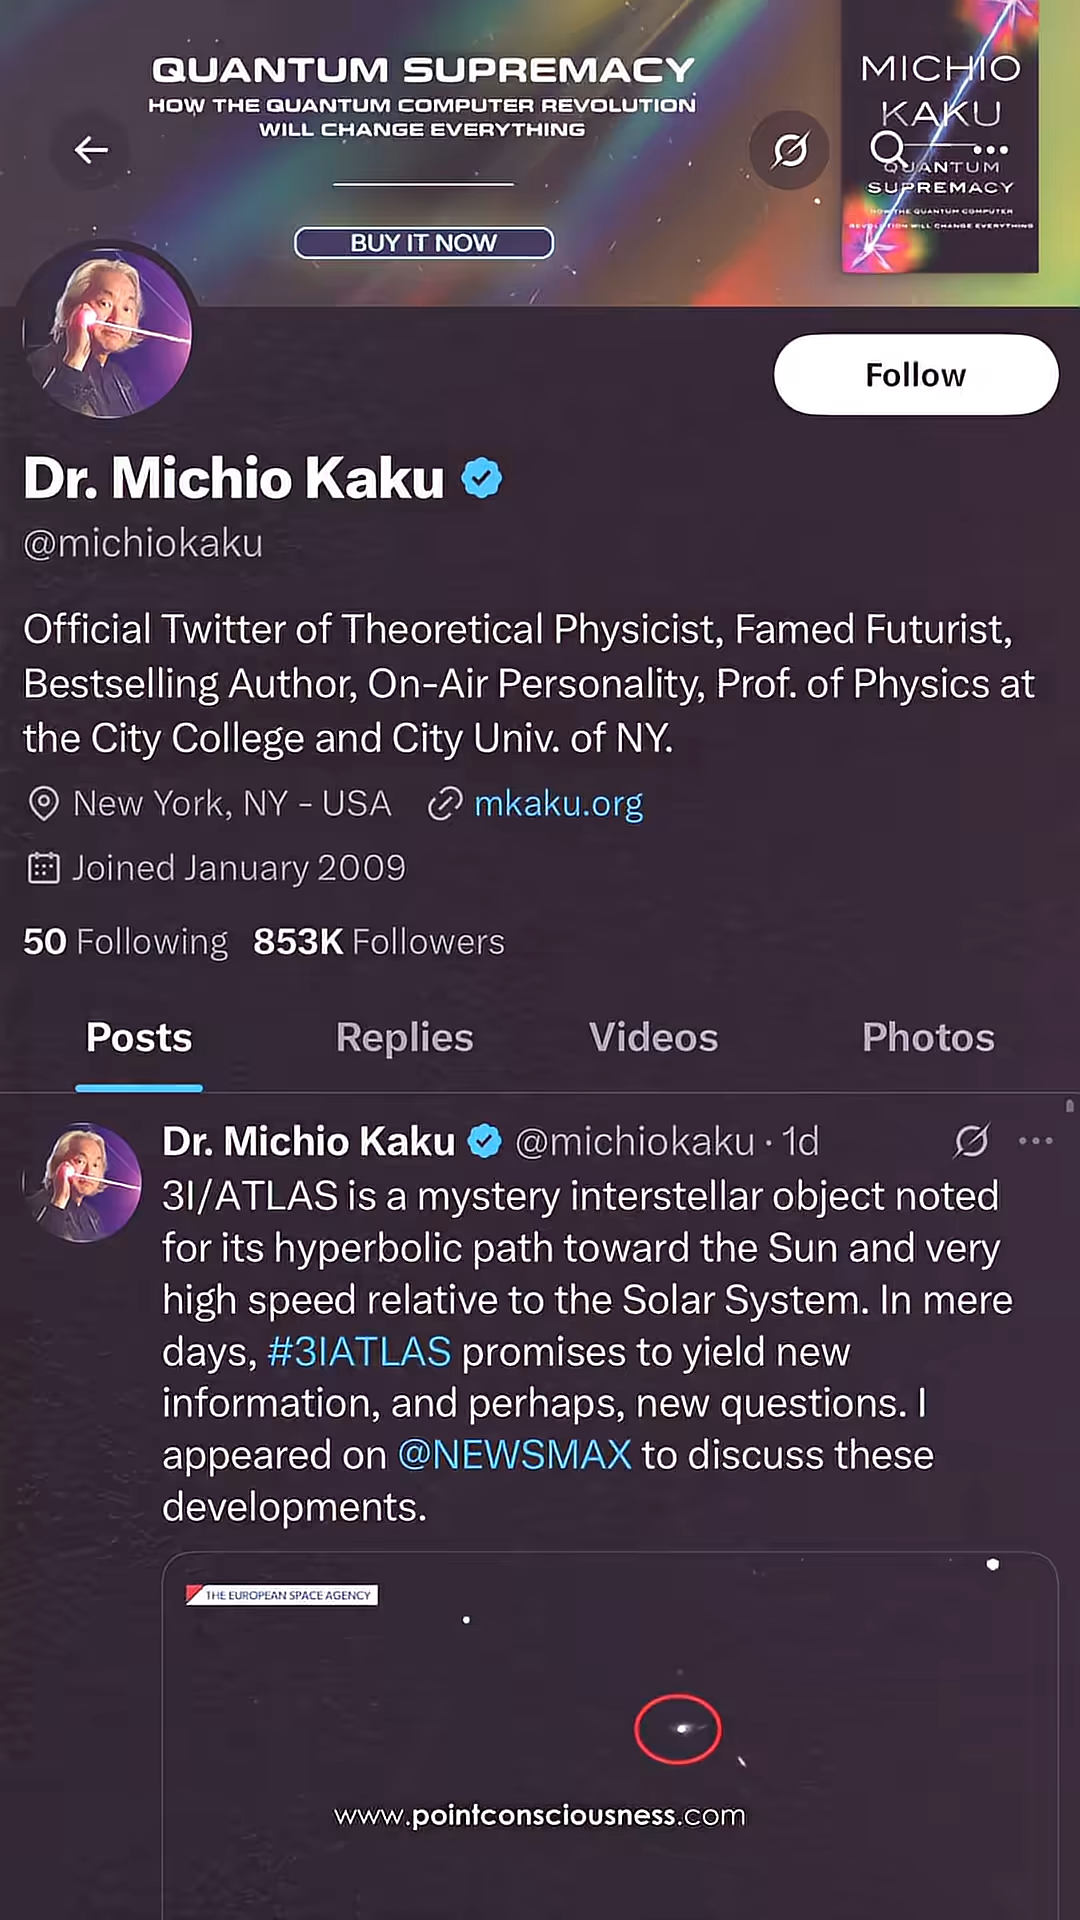 QUANTUM SUPREMACY
HOW THE QUANTUM COMPUTER REVOLUTION
WILL CHANGE EVERYTHING
BUY IT NOW
MICHIO
KAKU
QUANTUM
SUPREMACY
HOW THE QUANTUM COMPUTER
REVOLUTION WILL CHANGE EVERYTHING
Follow
Dr. Michio Kaku
@michiokaku
Official Twitter of Theoretical Physicist, Famed Futurist,
Bestselling Author, On-Air Personality, Prof. of Physics at
the City College and City Univ. of NY.
New York, NY - USA mkaku.org
Joined January 2009
50 Following 853K Followers
Posts Replies Videos Photos
Dr. Michio Kaku @michiokaku · 1d
3I/ATLAS is a mystery interstellar object noted
for its hyperbolic path toward the Sun and very
high speed relative to the Solar System. In mere
days, #3IATLAS promises to yield new
information, and perhaps, new questions. I
appeared on @NEWSMAX to discuss these
developments.
THE EUROPEAN SPACE AGENCY
www.pointconsciousness.com